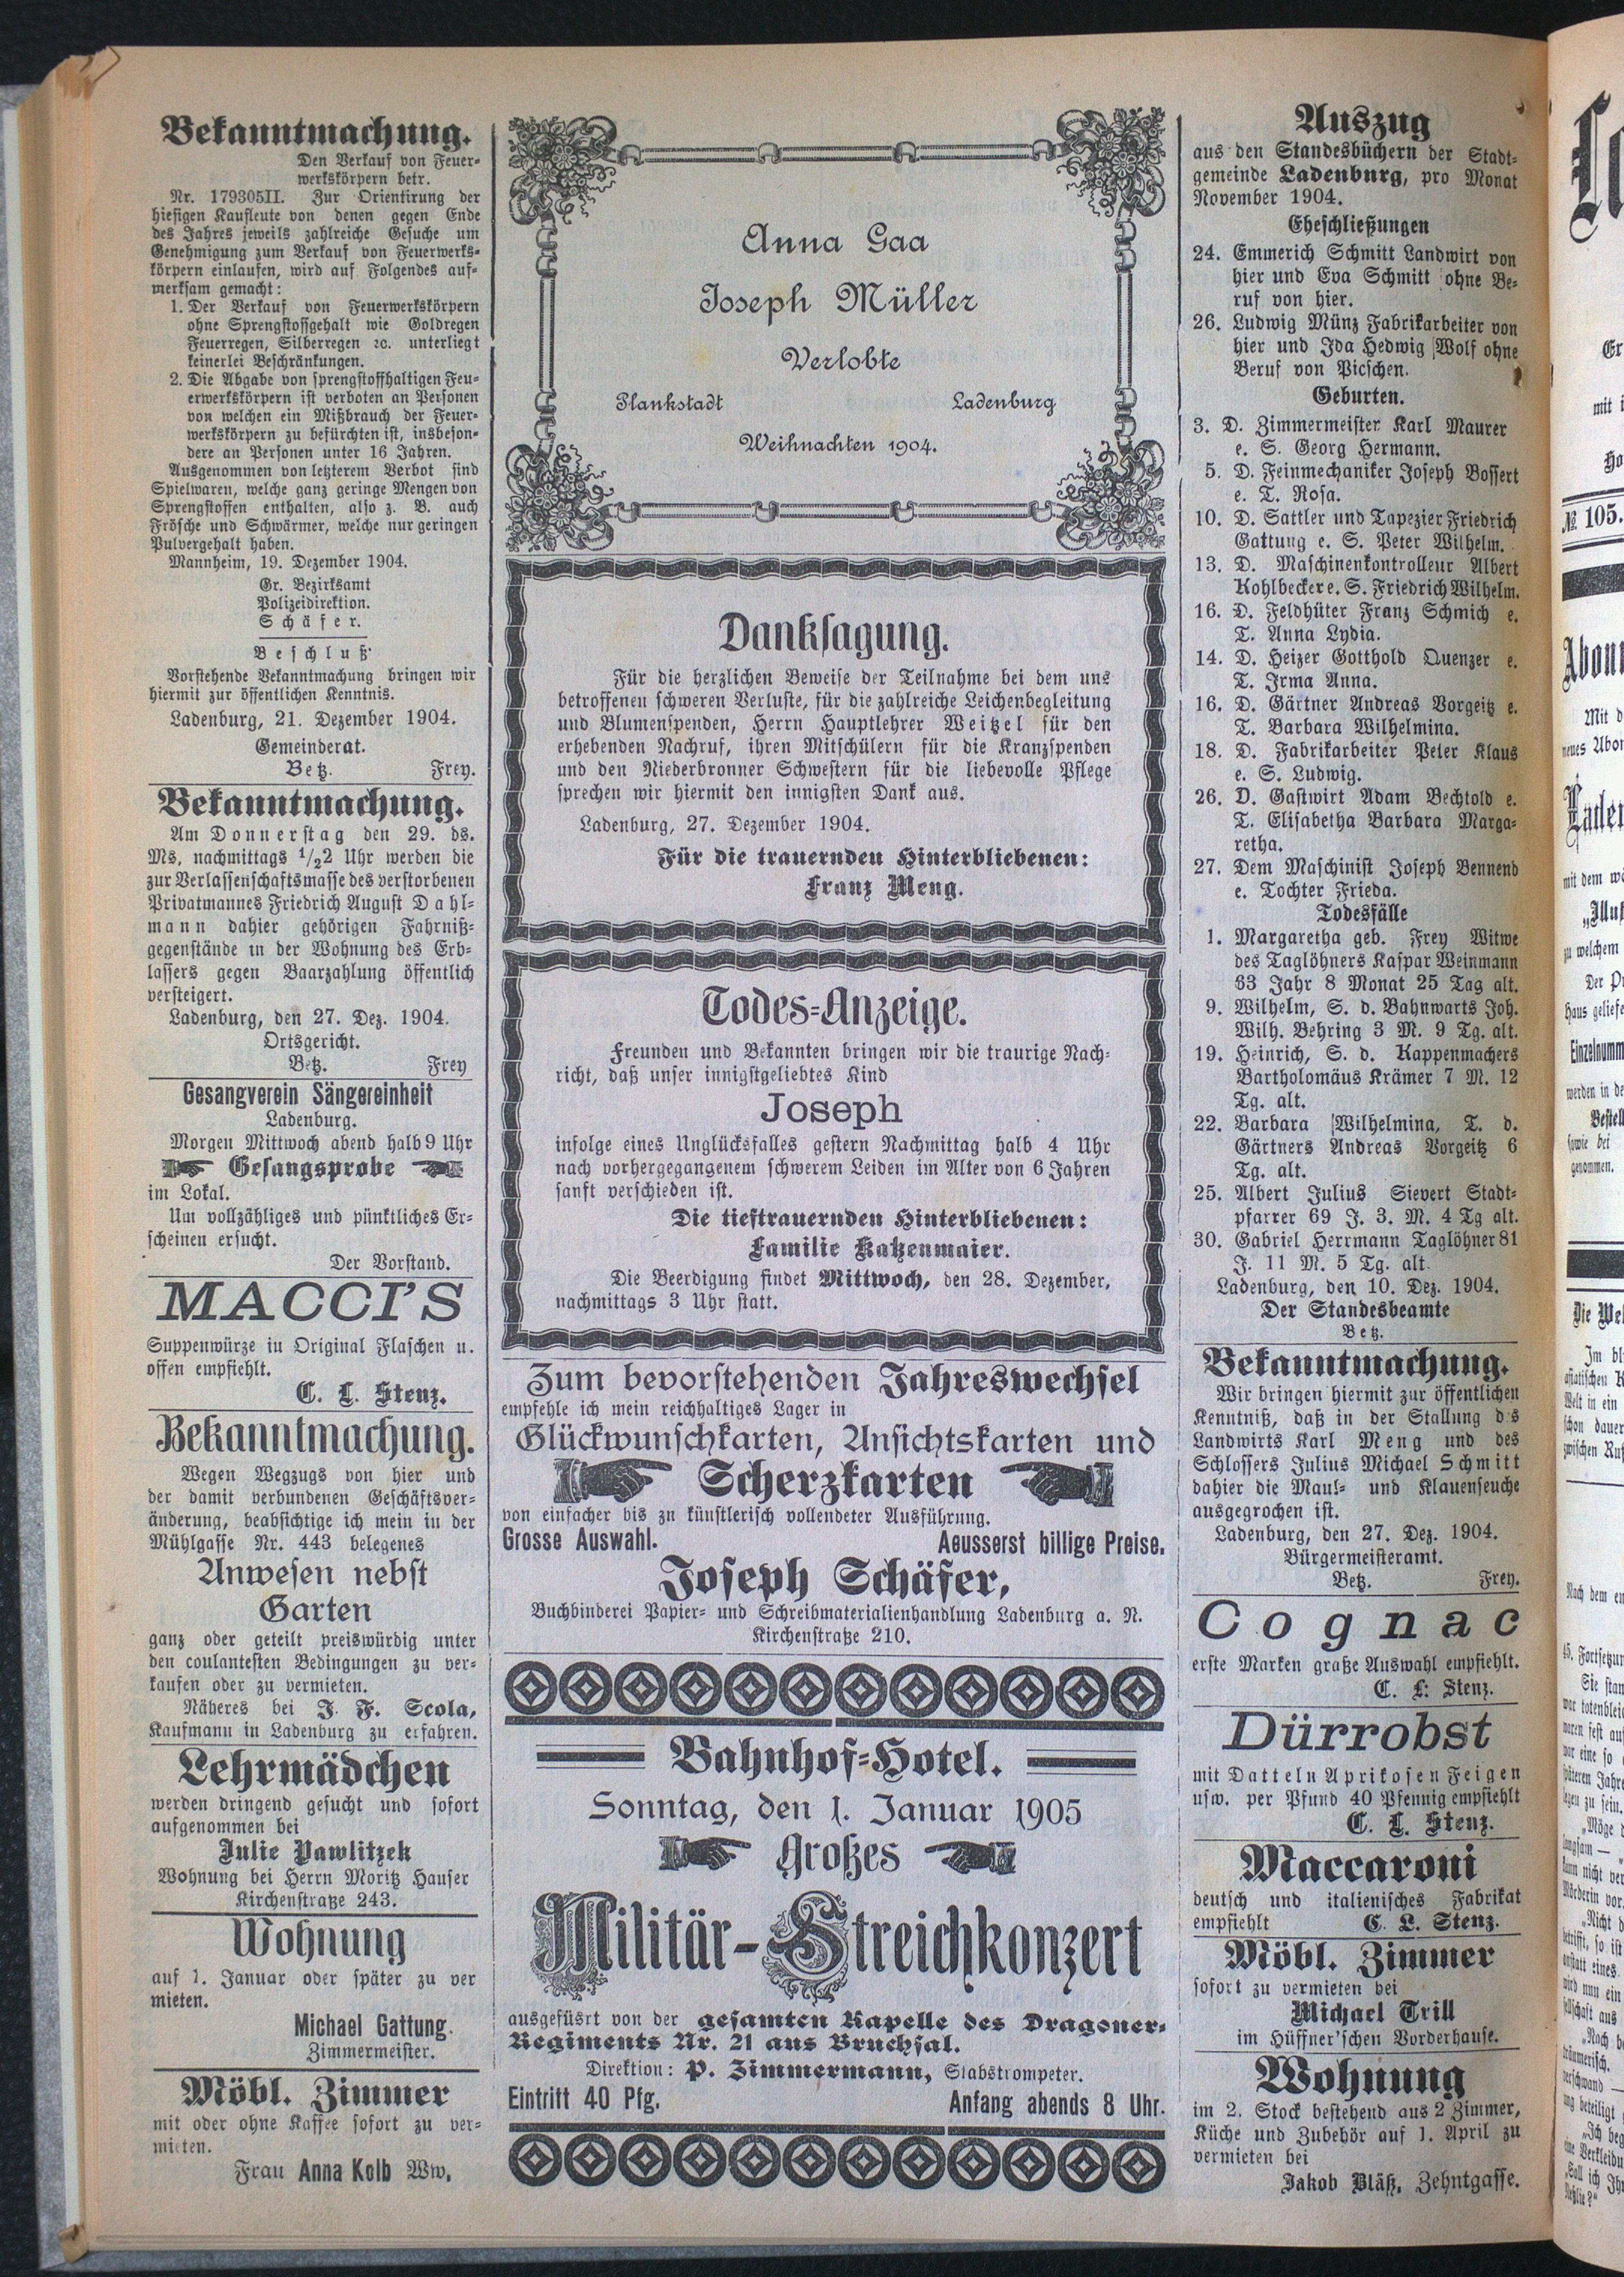 Bekanntmachung.
Den Verkauf von Feuer-
werkskörpern betr.
Nr. 179305II. Zur Orientirung der
hiesigen Kaufleute von denen gegen Ende
des Jahres jeweils zahlreiche Gesuche um
Genehmigung zum Verkauf von Feuerwerks-
körpern einlaufen, wird auf Folgendes auf-
merksam gemacht:
1. Der Verkauf von Feuerwerkskörpern
ohne Sprengstoffgehalt wie Goldregen
Feuerregen, Silberregen ꝛc. unterliegt
keinerlei Beschränkungen.
2. Die Abgabe von sprengstoffhaltigen Feu-
erwerkskörpern ist verboten an Personen
von welchen ein Mißbrauch der Feuer-
werkskörpern zu befürchten ist, insbeson-
dere an Personen unter 16 Jahren.
Ausgenommen von letzterem Verbot sind
Spielwaren, welche ganz geringe Mengen von
Sprengstoffen enthalten, also z. B. auch
Frösche und Schwärmer, welche nur geringen
Pulvergehalt haben.
Mannheim, 19. Dezember 1904.
Gr. Bezirksamt
Polizeidirektion.
Schäfer.
Beschluß
Vorstehende Bekanntmachung bringen wir
hiermit zur öffentlichen Kenntnis.
Ladenburg, 21. Dezember 1904.
Gemeinderat.
Betz. Frey.
Bekanntmachung.
Am Donnerstag den 29. ds.
Ms. nachmittags 1/2 2 Uhr werden die
zur Verlassenschaftsmasse des verstorbenen
Privatmannes Friedrich August Dahl-
mann dahier gehörigen Fahrniß-
gegenstände in der Wohnung des Erb-
lassers gegen Baarzahlung öffentlich
versteigert.
Ladenburg, den 27. Dez. 1904.
Ortsgericht.
Betz. Frey
Gesangverein Sängereinheit
Ladenburg.
Morgen Mittwoch abend halb 9 Uhr
Gesangsprobe
im Lokal.
Um vollzähliges und pünktliches Er-
scheinen ersucht.
Der Vorstand.
MACCI'S
Suppenwürze in Original Flaschen u.
offen empfiehlt.
C. L. Stenz.
Bekanntmachung.
Wegen Wegzugs von hier und
der damit verbundenen Geschäftsver-
änderung, beabsichtige ich mein in der
Mühlgasse Nr. 443 belegenes
Anwesen nebst
Garten
ganz oder geteilt preiswürdig unter
den coulantesten Bedingungen zu ver-
kaufen oder zu vermieten.
Näheres bei J. F. Scola,
Kaufmann in Ladenburg zu erfahren.
Lehrmädchen
werden dringend gesucht und sofort
aufgenommen bei
Julie Pawlitzek
Wohnung bei Herrn Moritz Hauser
Kirchenstraße 243.
Wohnung
auf 1. Januar oder später zu ver
mieten.
Michael Gattung.
Zimmermeister.
Möbl. Zimmer
mit oder ohne Kaffee sofort zu ver-
mieten.
Frau Anna Kolb Ww.
Anna Gaa
Joseph Müller
Verlobte
Plankstadt Ladenburg
Weihnachten 1904.
Danksagung.
Für die herzlichen Beweise der Teilnahme bei dem uns
betroffenen schweren Verluste, für die zahlreiche Leichenbegleitung
und Blumenspenden, Herrn Hauptlehrer Weitzel für den
erhebenden Nachruf, ihren Mitschülern für die Kranzspenden
und den Niederbronner Schwestern für die liebevolle Pflege
sprechen wir hiermit den innigsten Dank aus.
Ladenburg, 27. Dezember 1904.
Für die trauernden Hinterbliebenen:
Franz Meng.
Todes-Anzeige.
Freunden und Bekannten bringen wir die traurige Nach-
richt, daß unser innigstgeliebtes Kind
Joseph
infolge eines Unglücksfalles gestern Nachmittag halb 4 Uhr
nach vorhergegangenem schwerem Leiden im Alter von 6 Jahren
sanft verschieden ist.
Die tieftrauernden Hinterbliebenen:
Familie Katzenmaier.
Die Beerdigung findet Mittwoch, den 28. Dezember,
nachmittags 3 Uhr statt.
Zum bevorstehenden Jahreswechsel
empfehle ich mein reichhaltiges Lager in
Glückwunschkarten, Ansichtskarten und
Scherzkarten
von einfacher bis zu künstlerisch vollendeter Ausführung.
Grosse Auswahl. Aeusserst billige Preise.
Joseph Schäfer,
Buchbinderei Papier- und Schreibmaterialienhandlung Ladenburg a. N.
Kirchenstraße 210.
Bahnhof-Hotel.
Sonntag, den 1. Januar 1905
Großes
Militär-Streichkonzert
ausgefüsrt von der gesamten Kapelle des Dragoner-
Regiments Nr. 21 aus Bruchsal.
Direktion: P. Zimmermann, Stabstrompeter.
Eintritt 40 Pfg. Anfang abends 8 Uhr.
Auszug
aus den Standesbüchern der Stadt-
gemeinde Ladenburg, pro Monat
November 1904.
Eheschließungen
24. Emmerich Schmitt Landwirt von
hier und Eva Schmitt ohne Be-
ruf von hier.
26. Ludwig Münz Fabrikarbeiter von
hier und Ida Hedwig Wolf ohne
Beruf von Picschen.
Geburten.
3. D. Zimmermeister Karl Maurer
e. S. Georg Hermann.
5. D. Feinmechaniker Joseph Bossert
e. T. Rosa.
10. D. Sattler und Tapezier Friedrich
Gattung e. S. Peter Wilhelm.
13. D. Maschinenkontrolleur Albert
Kohlbecker e. S. Friedrich Wilhelm.
16. D. Feldhüter Franz Schmich e.
T. Anna Lydia.
14. D. Heizer Gotthold Quenzer e.
T. Irma Anna.
16. D. Gärtner Andreas Vorgeitz e.
T. Barbara Wilhelmina.
18. D. Fabrikarbeiter Peter Klaus
e. S. Ludwig.
26. D. Gastwirt Adam Bechtold e.
T. Elisabetha Barbara Marga-
retha.
27. Dem Maschinist Joseph Bennend
e. Tochter Frieda.
Todesfälle
1. Margaretha geb. Frey Witwe
des Taglöhners Kaspar Weinmann
63 Jahr 8 Monat 25 Tag alt.
9. Wilhelm, S. d. Bahnwarts Joh.
Wilh. Behring 3 M. 9 Tg. alt.
19. Heinrich, S. d. Kappenmachers
Bartholomäus Krämer 7 M. 12
Tg. alt.
22. Barbara Wilhelmina, T. d.
Gärtners Andreas Vorgeitz 6
Tg. alt.
25. Albert Julius Sievert Stadt-
pfarrer 69 J. 3. M. 4 Tg alt.
30. Gabriel Herrmann Taglöhner 81
J. 11 M. 5 Tg. alt.
Ladenburg, den 10. Dez. 1904.
Der Standesbeamte
Betz.
Bekanntmachung.
Wir bringen hiermit zur öffentlichen
Kenntniß, daß in der Stallung d s
Landwirts Karl Meng und des
Schlossers Julius Michael Schmitt
dahier die Maul- und Klauenseuche
ausgegrochen ist.
Ladenburg, den 27. Dez. 1904.
Bürgermeisteramt.
Betz. Frey.
Cognac
erste Marken graße Auswahl empfiehlt.
C. L: Stenz.
Dürrobst
mit Datteln Aprikosen Feigen
usw. per Pfund 40 Pfennig empfiehlt
C. L. Stenz.
Maccaroni
deutsch und italienisches Fabrikat
empfiehlt C. L. Stenz.
Möbl. Zimmer
sofort zu vermieten bei
Michael Trill
im Hüffner'schen Vorderhause.
Wohnung
im 2. Stock bestehend aus 2 Zimmer,
Küche und Zubehör auf 1. April zu
vermieten bei
Jakob Bläß, Zehntgasse.
№ 105.